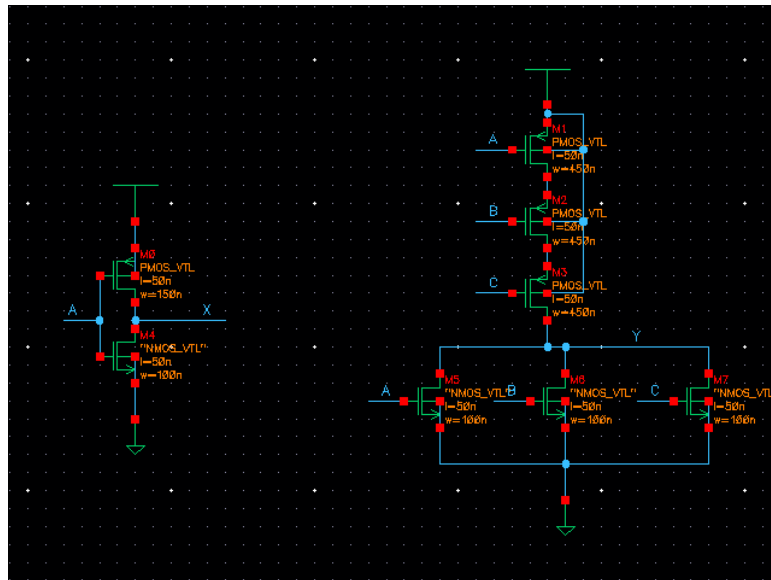 M1
A
PMOS_VTL
l=50n
w=450n
M2
B
PMOS_VTL
l=50n
w=450n
M3
C
PMOS_VTL
l=50n
w=450n
M0
PMOS_VTL
l=50n
w=150n
A
X
M4
"NMOS_VTL"
l=50n
w=100n
Y
M5
A
"NMOS_VTL"
l=50n
w=100n
M6
B
"NMOS_VTL"
l=50n
w=100n
M7
C
"NMOS_VTL
l=50n
w=100n